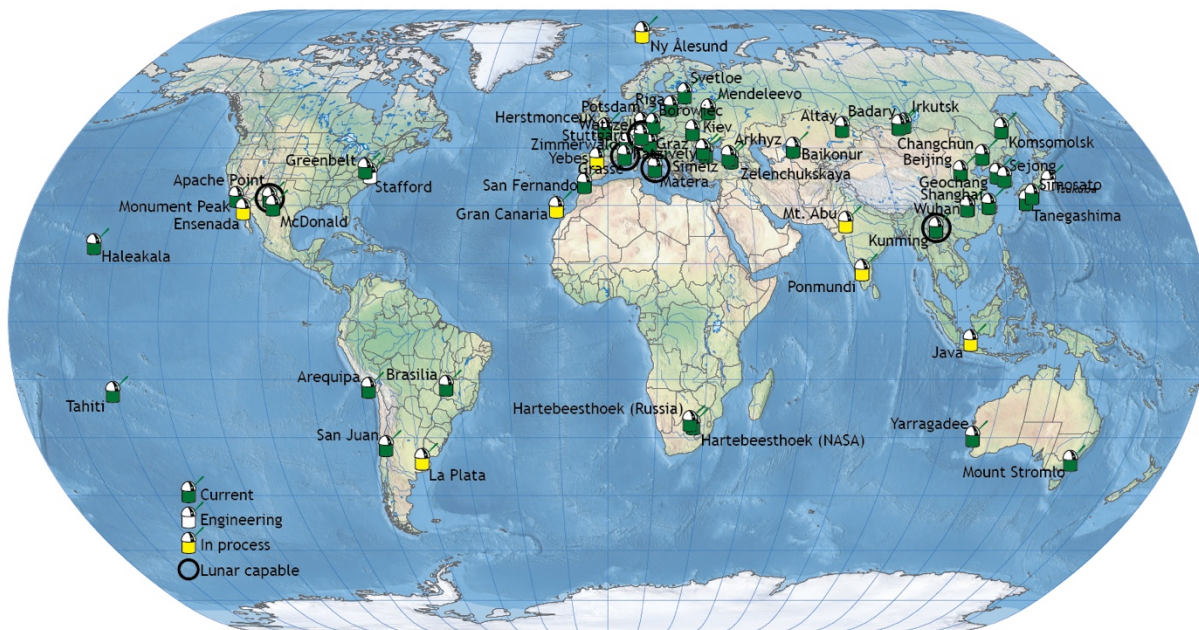 Ny Ålesund
Svetloe
Mendeleevo
Riga
Potsdam
Borowiec
Herstmonceux
Kiev
Stuttgart
Graz
Zimmerwald
Yebes
Grasse
Simeiz
Matera
Arkhyz
Zelenchukskaya
Baikonur
Altay
Badary
Irkutsk
Komsomolsk
Changchun
Beijing
Sejong
Geochang
Simosato
Shanghai
Wuhan
Tanegashima
Kunming
Mt. Abu
Ponmundi
Java
Greenbelt
Stafford
Apache Point
Monument Peak
McDonald
Ensenada
Haleakala
San Fernando
Gran Canaria
Tahiti
Arequipa
Brasilia
San Juan
La Plata
Hartebeesthoek (Russia)
Hartebeesthoek (NASA)
Yarragadee
Mount Stromlo
Current
Engineering
In process
Lunar capable